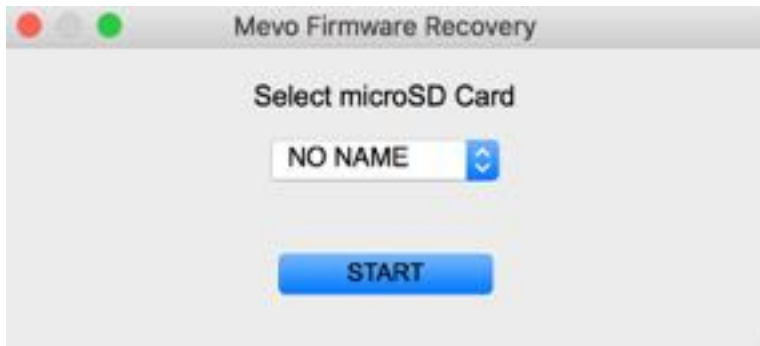 Mevo Firmware Recovery
Select microSD Card
NO NAME
START